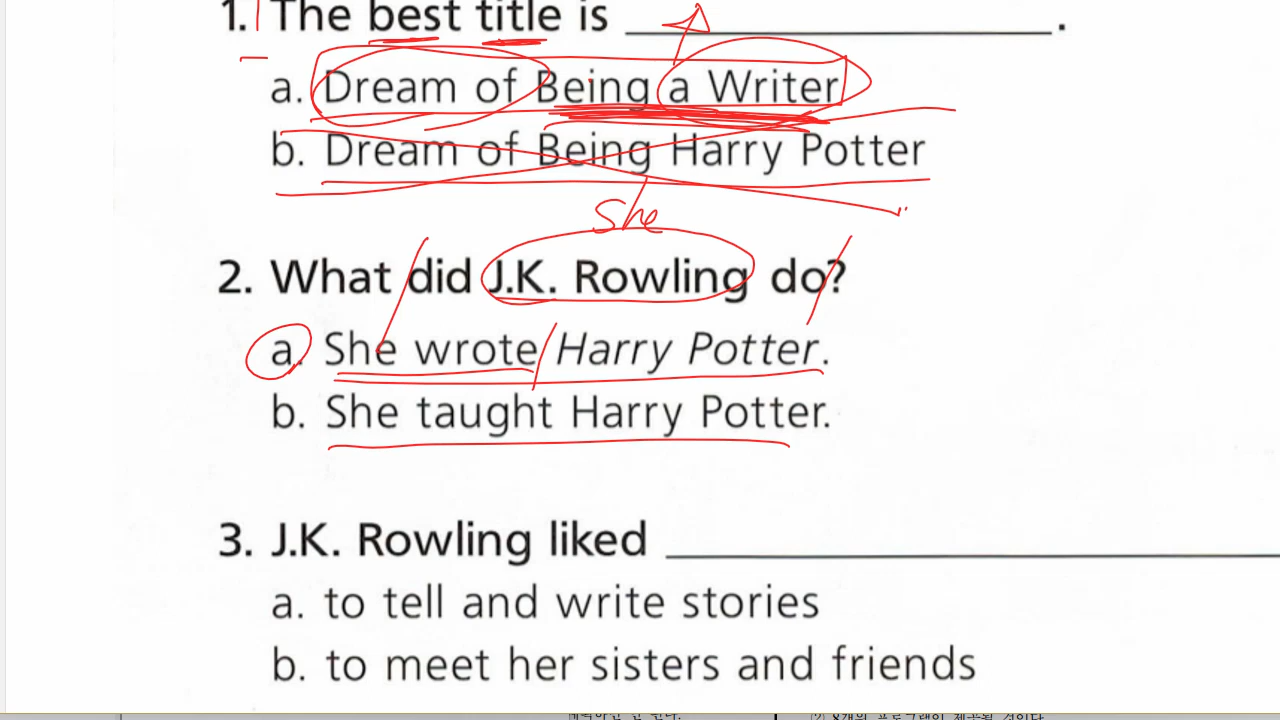 1. The best title is ____________.
a. Dream of Being a Writer
b. Dream of Being Harry Potter
She
2. What did J.K. Rowling do?
a. She wrote Harry Potter.
b. She taught Harry Potter.
3. J.K. Rowling liked ____________
a. to tell and write stories
b. to meet her sisters and friends